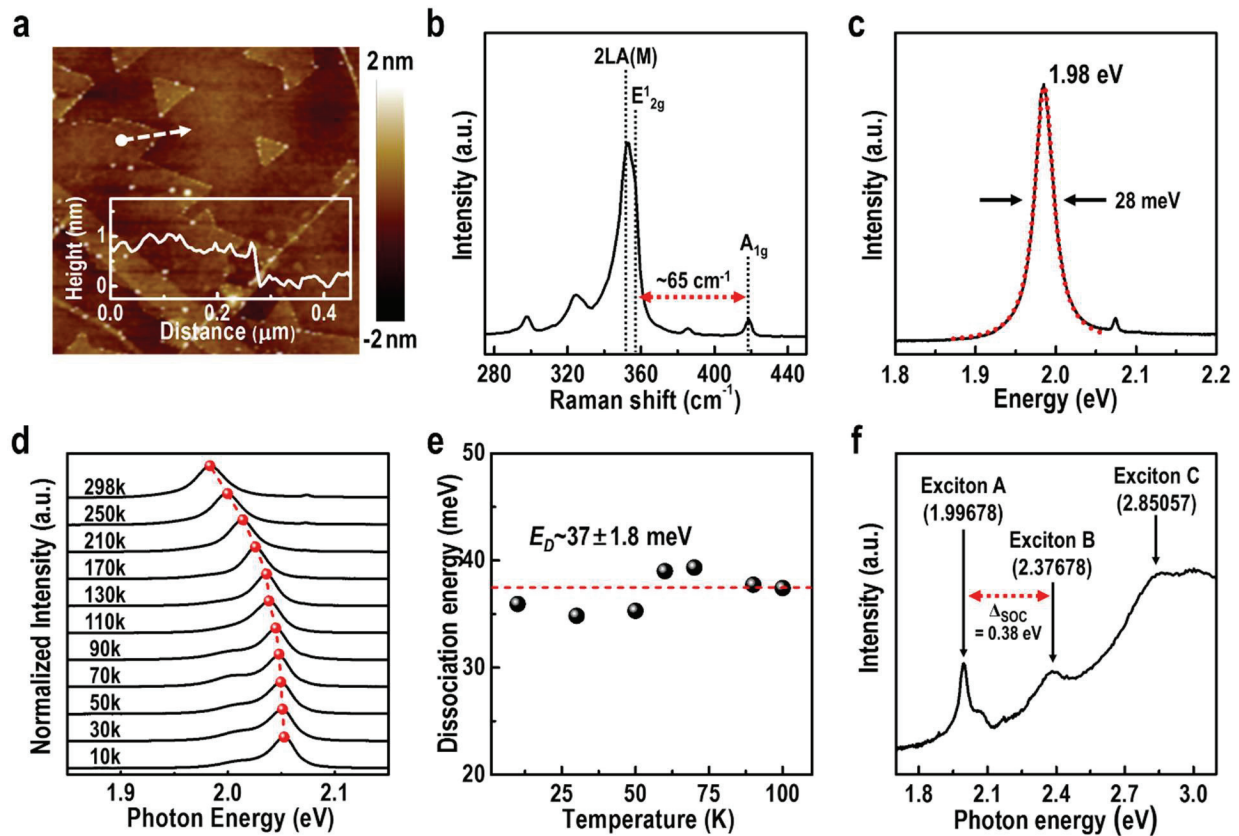 a
2 nm
-2 nm
Height (nm)
1
0
0.0 0.2 0.4
Distance (μm)
b
2LA(M)
E¹₂g
A₁g
~65 cm⁻¹
Intensity (a.u.)
280 320 360 400 440
Raman shift (cm⁻¹)
c
1.98 eV
28 meV
Intensity (a.u.)
1.8 1.9 2.0 2.1 2.2
Energy (eV)
d
Normalized Intensity (a.u.)
298k
250k
210k
170k
130k
110k
90k
70k
50k
30k
10k
1.9 2.0 2.1
Photon Energy (eV)
e
Dissociation energy (meV)
50
40
30
20
E_D~37±1.8 meV
25 50 75 100
Temperature (K)
f
Intensity (a.u.)
Exciton A
(1.99678)
Exciton B
(2.37678)
Exciton C
(2.85057)
Δ_SOC
= 0.38 eV
1.8 2.1 2.4 2.7 3.0
Photon energy (eV)